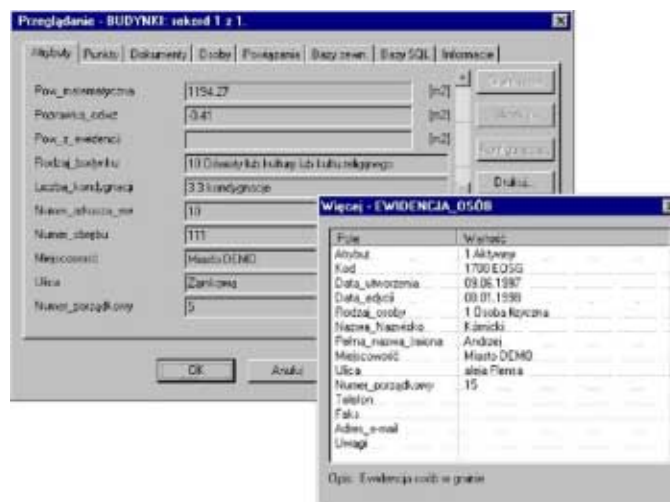 Przeglądanie - BUDYNKI: rekord 1 z 1.
Atrybuty Punkty Dokumenty Osoby Powiązania Bazy zewn. Bazy SQL Informacje
Pow_matematyczna 1194.27 [m2]
Poprawka_odwz -0.41 [m2]
Pow_z_ewidencji [m2]
Rodzaj_budynku 10 Oświaty lub kultury lub kultu religijnego
Liczba_kondygnacji 3 3 kondygnacje Drukuj...
10
Numer_obrębu 111
Miejscowość Miasto DEMO
Ulica Zamkowa
Numer_porządkowy 5
OK Anuluj
Więcej - EWIDENCJA_OSÓB
Pole Wartość
Atrybut 1 Aktywny
Kod 1700 EOSG
Data_utworzenia 09.06.1997
Data_edycji 08.01.1998
Rodzaj_osoby 1 Osoba fizyczna
Nazwa_Nazwisko Kórnicki
Pełna_nazwa_Imiona Andrzej
Miejscowość Miasto DEMO
Ulica aleja Flensa
Numer_porządkowy 15
Telefon
Faks
Adres_e-mail
Uwagi
Opis: Ewidencja osób w gminie